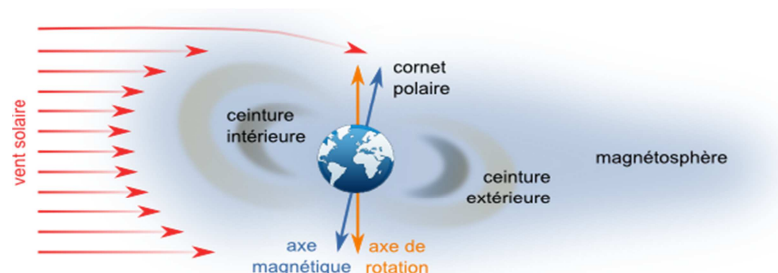 vent solaire
cornet
polaire
ceinture
intérieure
magnétosphère
ceinture
extérieure
axe
magnétique
axe de
rotation